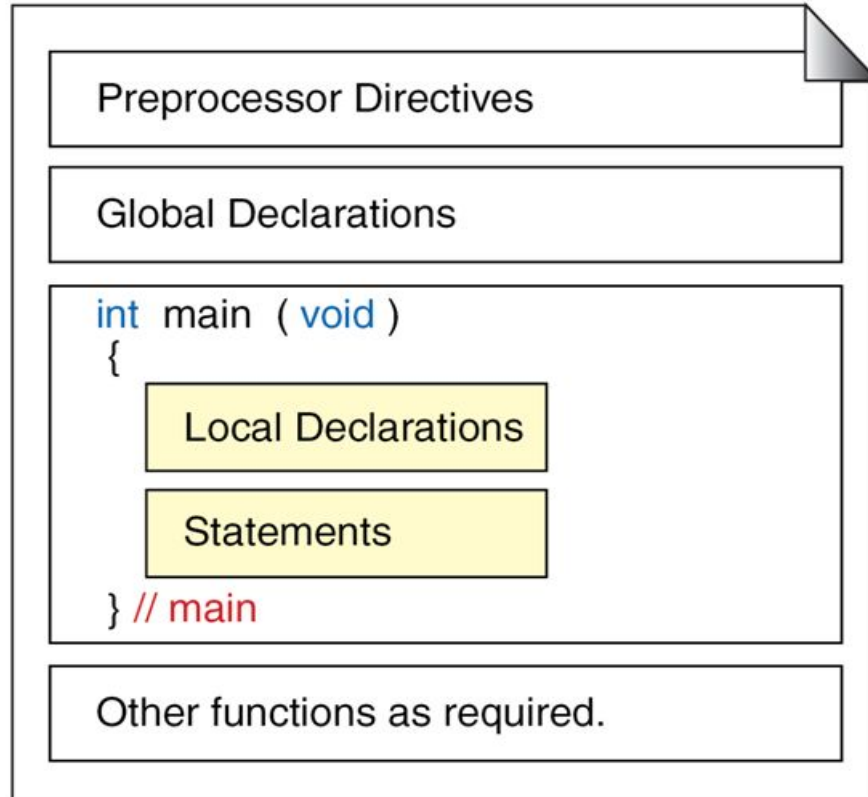 Preprocessor Directives
Global Declarations
int main ( void )
{
Local Declarations
Statements
} // main
Other functions as required.